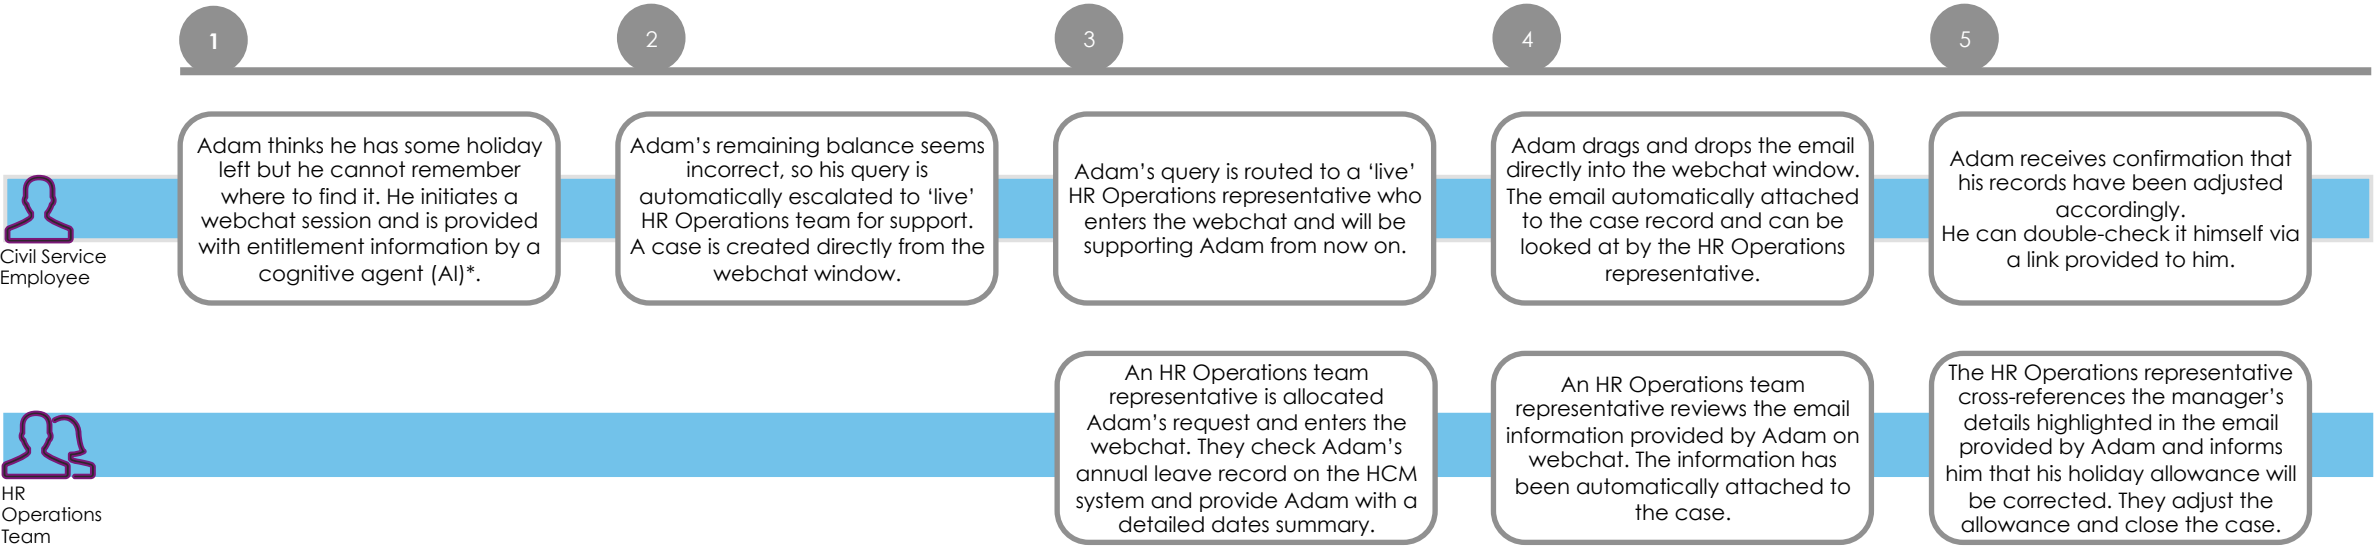 1
2
3
4
5
Civil Service
Employee
Adam thinks he has some holiday
left but he cannot remember
where to find it. He initiates a
webchat session and is provided
with entitlement information by a
cognitive agent (AI)*.
Adam's remaining balance seems
incorrect, so his query is
automatically escalated to 'live'
HR Operations team for support.
A case is created directly from the
webchat window.
Adam's query is routed to a 'live'
HR Operations representative who
enters the webchat and will be
supporting Adam from now on.
Adam drags and drops the email
directly into the webchat window.
The email automatically attached
to the case record and can be
looked at by the HR Operations
representative.
Adam receives confirmation that
his records have been adjusted
accordingly.
He can double-check it himself via
a link provided to him.
HR
Operations
Team
An HR Operations team
representative is allocated
Adam's request and enters the
webchat. They check Adam's
annual leave record on the HCM
system and provide Adam with a
detailed dates summary.
An HR Operations team
representative reviews the email
information provided by Adam on
webchat. The information has
been automatically attached to
the case.
The HR Operations representative
cross-references the manager's
details highlighted in the email
provided by Adam and informs
him that his holiday allowance will
be corrected. They adjust the
allowance and close the case.